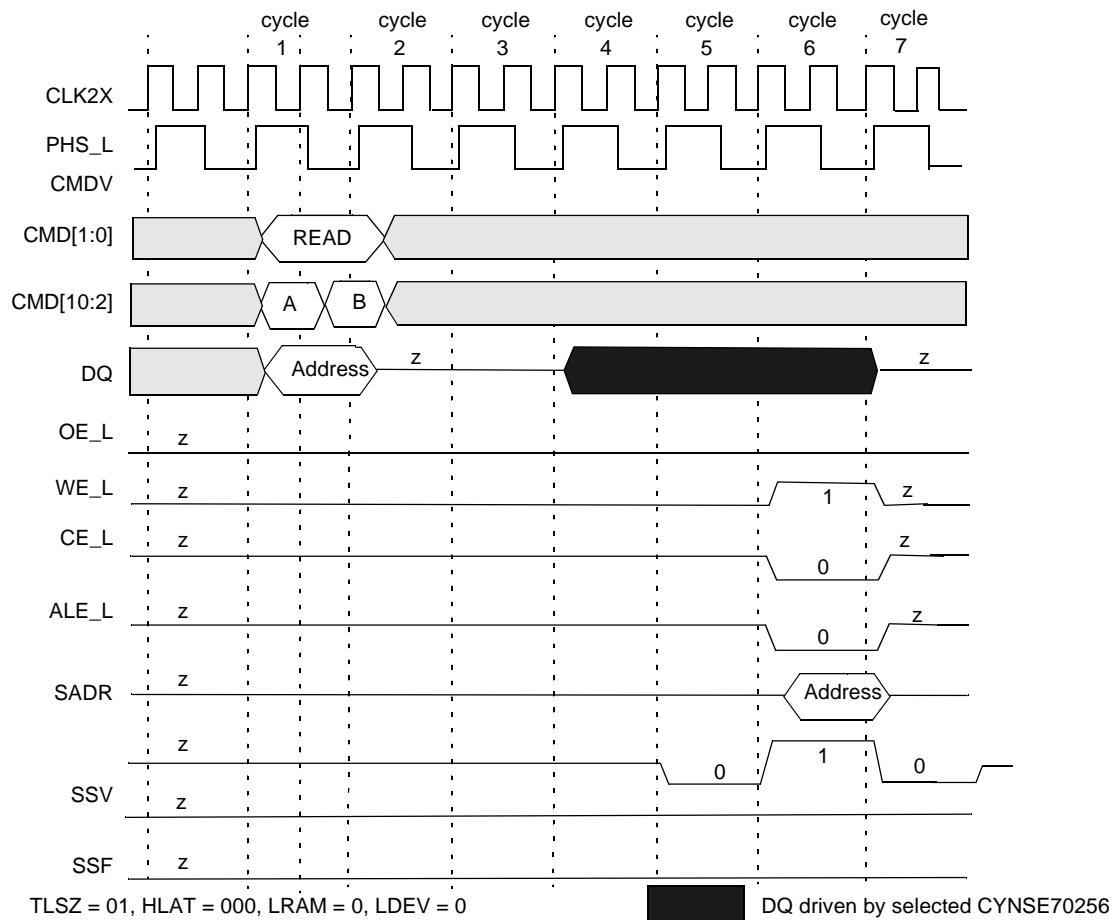 cycle cycle cycle cycle cycle cycle cycle
1 2 3 4 5 6 7
CLK2X
PHS_L
CMDV
CMD[1:0] READ
CMD[10:2] A B
DQ Address z z
OE_L z
WE_L z 1 z
CE_L z 0 z
ALE_L z 0 z
SADR z Address
z 0 1 0
SSV z
SSF z
TLSZ = 01, HLAT = 000, LRAM = 0, LDEV = 0 DQ driven by selected CYNSE70256